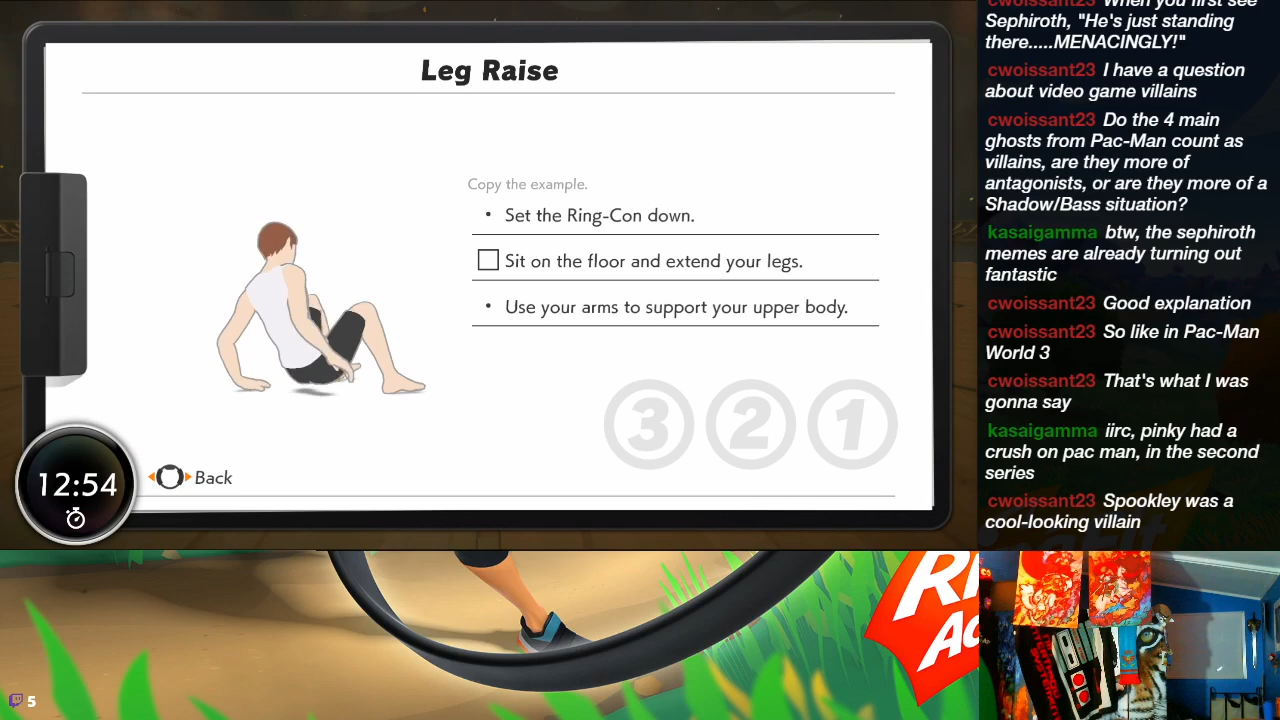 Leg Raise
Copy the example.
• Set the Ring-Con down.
Sit on the floor and extend your legs.
• Use your arms to support your upper body.
3 2 1
Back
12:54
5
cwoissant23 When you first see
Sephiroth, "He's just standing
there.....MENACINGLY!"
cwoissant23 I have a question
about video game villains
cwoissant23 Do the 4 main
ghosts from Pac-Man count as
villains, are they more of
antagonists, or are they more of a
Shadow/Bass situation?
kasaigamma btw, the sephiroth
memes are already turning out
fantastic
cwoissant23 Good explanation
cwoissant23 So like in Pac-Man
World 3
cwoissant23 That's what I was
gonna say
kasaigamma iirc, pinky had a
crush on pac man, in the second
series
cwoissant23 Spookley was a
cool-looking villain